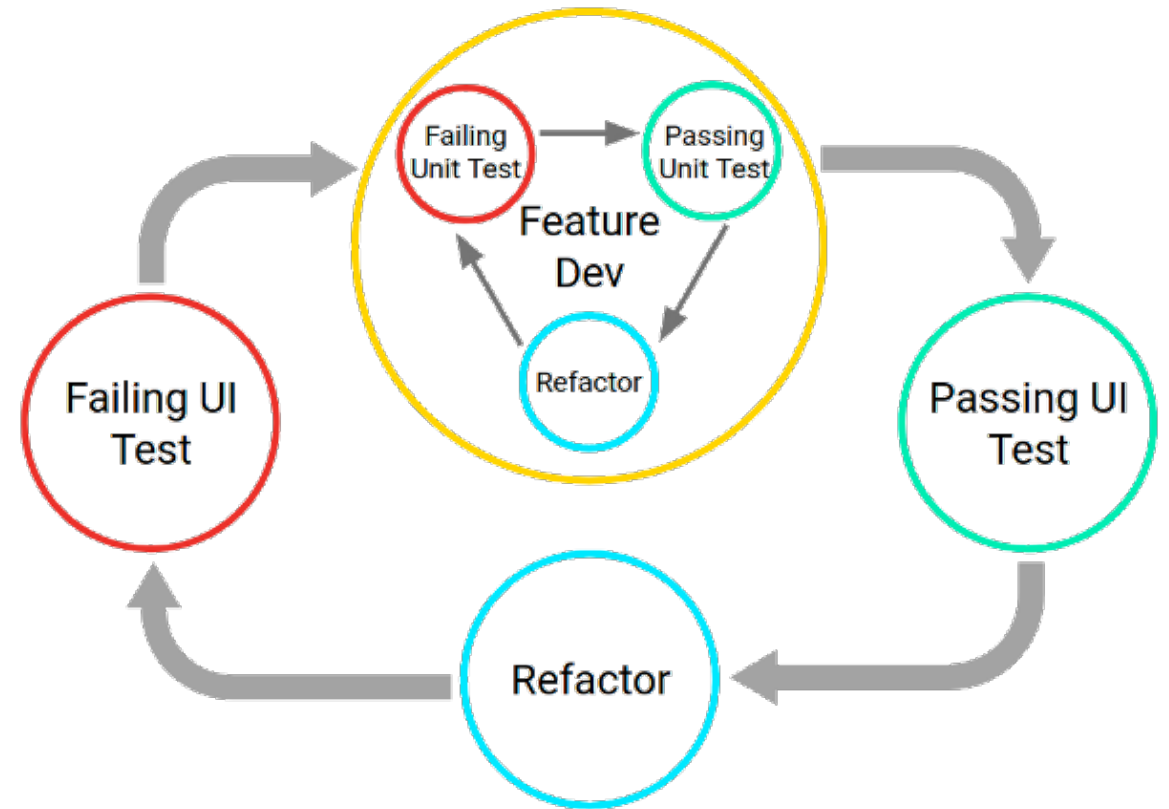 Failing
Unit Test
Passing
Unit Test
Feature
Dev
Refactor
Failing UI
Test
Passing UI
Test
Refactor